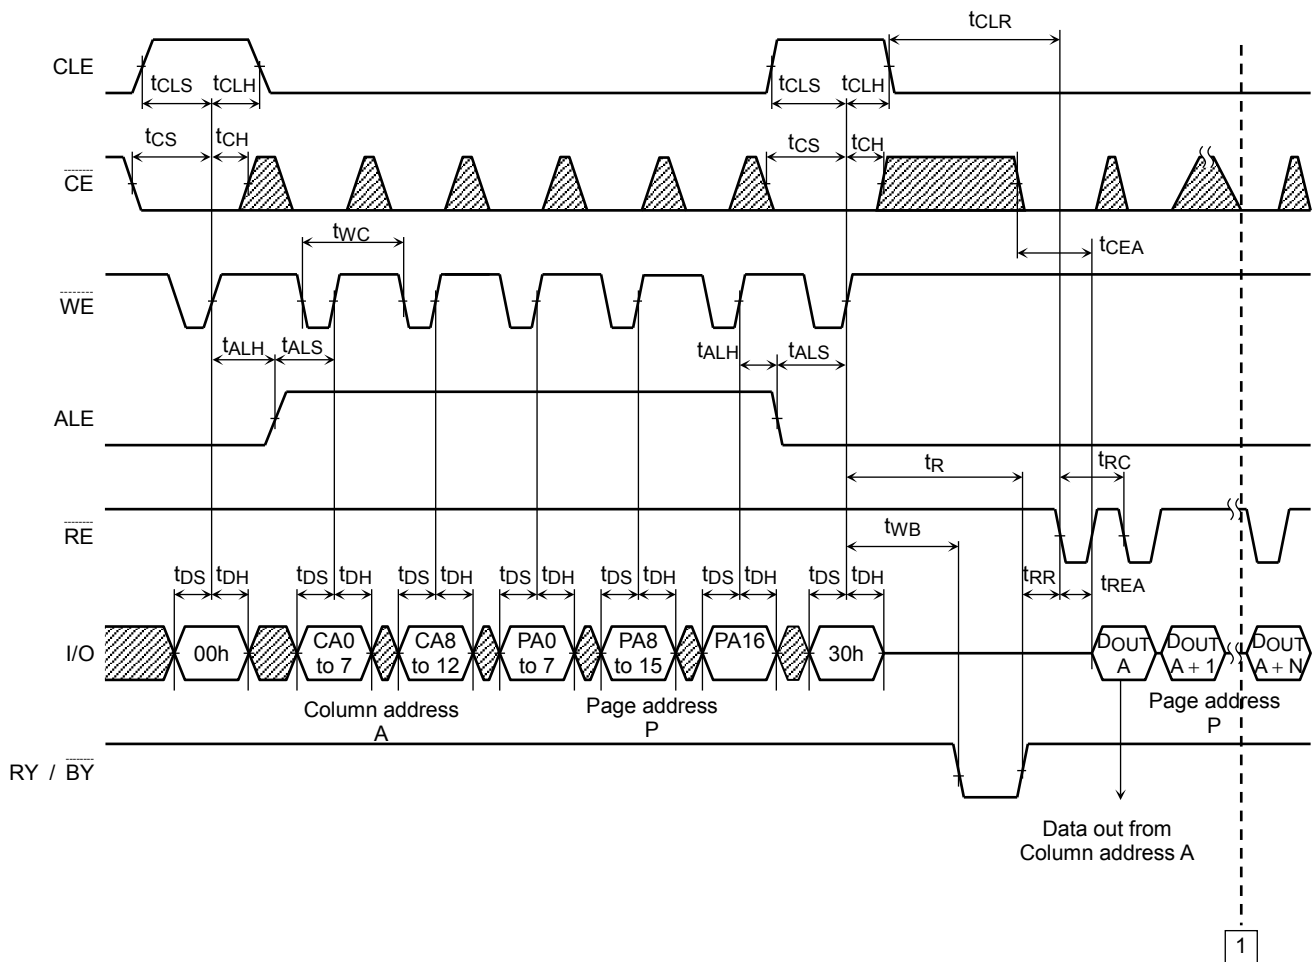 tCLR
CLE
tCLS tCLH tCLS tCLH
tCS tCH tCS tCH
CE
tWC
tCEA
WE
tALH tALS tALH tALS
ALE
tR tRC
RE
tWB
tDS tDH tDS tDH tDS tDH tDS tDH tDS tDH tDS tDH tDS tDH tRR tREA
I/O
00h
CA0
to 7
CA8
to 12
PA0
to 7
PA8
to 15
PA16
30h
DOUT
A
DOUT
A + 1
DOUT
A + N
Column address
A
Page address
P
Page address
P
RY / BY
Data out from
Column address A
1